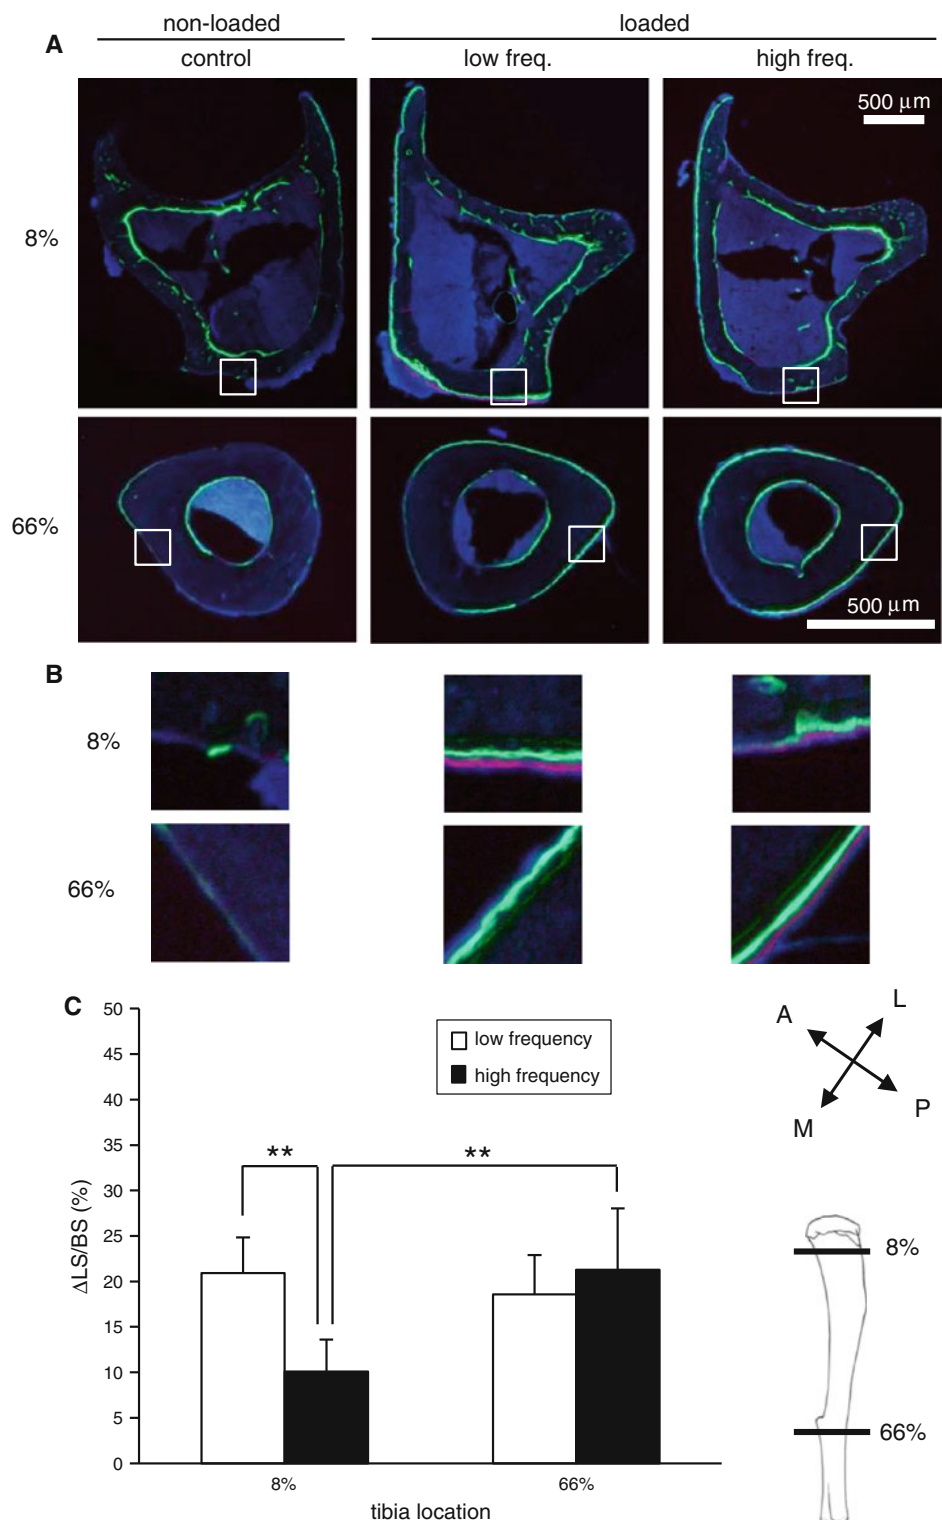 non-loaded
loaded
A
control
low freq.
high freq.
500 μm
8%
66%
500 μm
B
8%
66%
C
50
45
40
35
30
25
20
15
10
5
0
ΔLS/BS (%)
low frequency
high frequency
**
**
8%
66%
tibia location
A
L
M
P
8%
66%